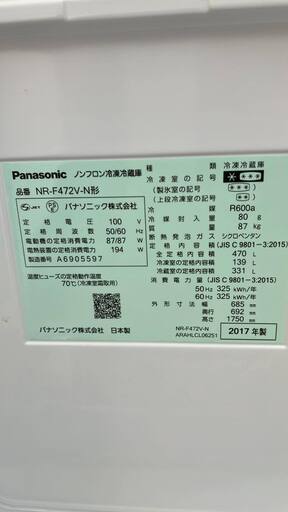 Panasonic ノンフロン冷凍冷蔵庫
品番 NR-F472V-N形
JET PS E パナソニック株式会社
定格電圧 100 V
定格周波数 50/60 Hz
電動機の定格消費電力 87/87 W
電熱装置の定格消費電力 194 W
製造番号 A6905597
温度ヒューズの定格動作温度
70℃(冷凍室霜取用)
パナソニック株式会社 日本製
種類 冷凍冷蔵庫
冷凍室の記号
(製氷室の記号)
(上段冷凍室の記号)
冷媒 R600a
冷媒封入量 80 g
質量 87 kg
断熱発泡ガス シクロペンタン
定格内容積 (JIS C 9801-3:2015)
全定格内容積 470 L
冷凍室の定格内容積 139 L
冷蔵室の定格内容積 331 L
消費電力量 (JIS C 9801-3:2015)
50 Hz 325 kWh/年
60 Hz 325 kWh/年
外形寸法 幅 685 mm
奥行 692 mm
高さ 1750 mm
NR-F472V-N
ARAHLCL06251
2017年製